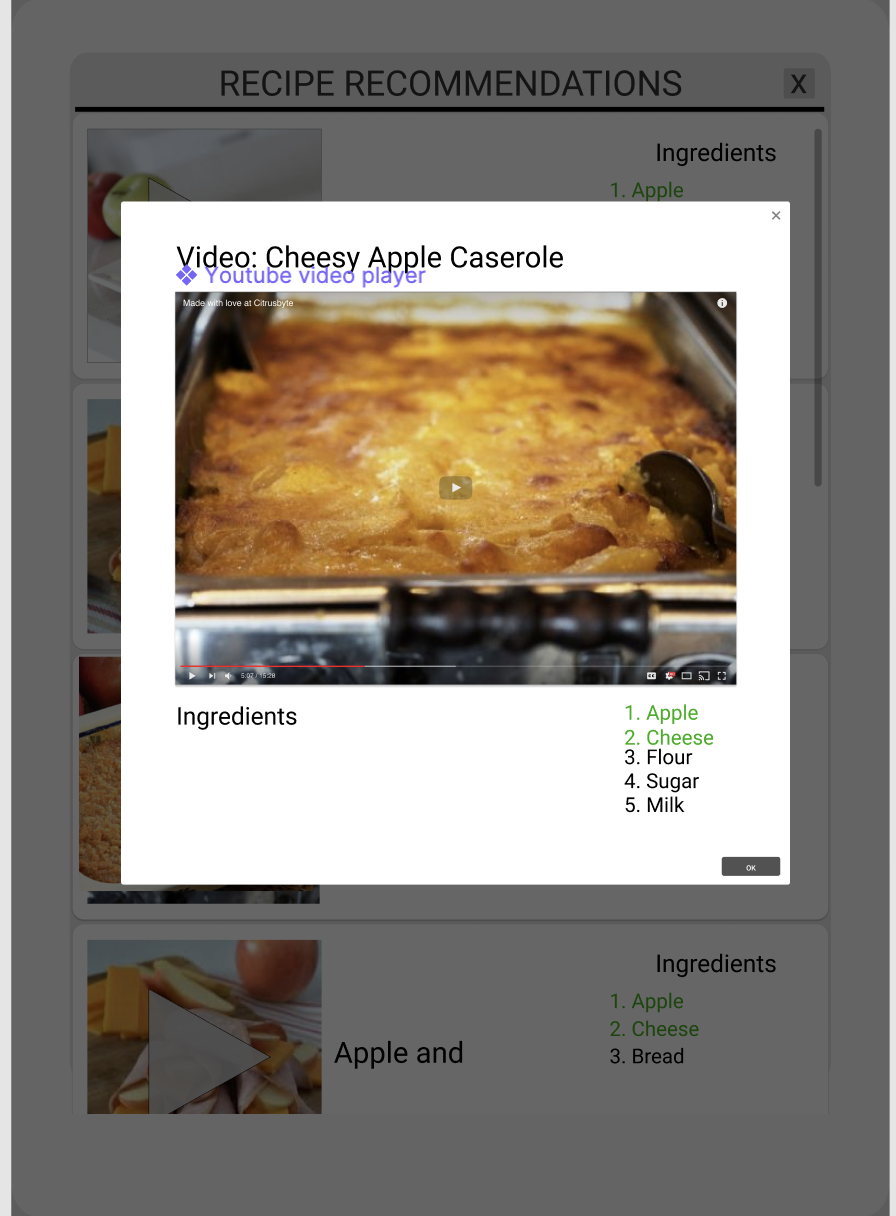 RECIPE RECOMMENDATIONS
X
Ingredients
1. Apple
×
Video: Cheesy Apple Caserole
Youtube video player
Made with love at Citrusbyte
5:07 / 15:28
CC
Ingredients
1. Apple
2. Cheese
3. Flour
4. Sugar
5. Milk
OK
Ingredients
1. Apple
2. Cheese
3. Bread
Apple and